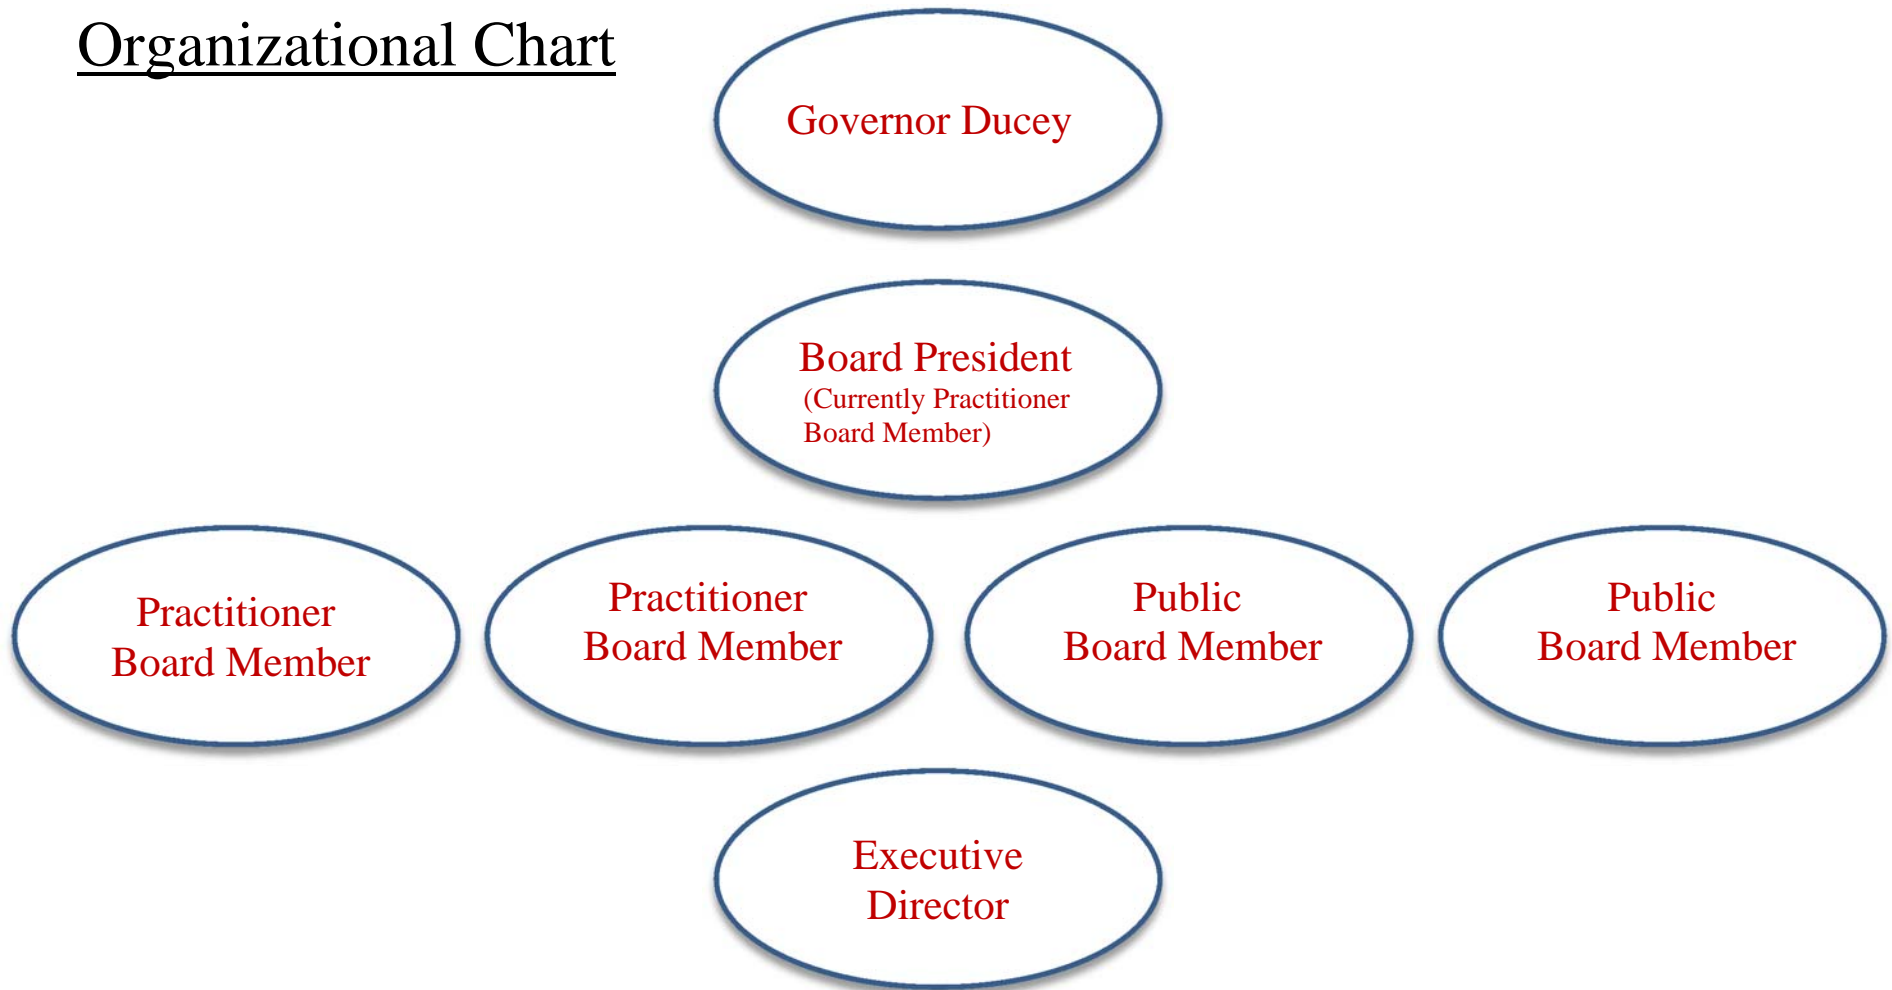 Organizational Chart
Governor Ducey
Board President
(Currently Practitioner
Board Member)
Practitioner
Board Member
Practitioner
Board Member
Public
Board Member
Public
Board Member
Executive
Director